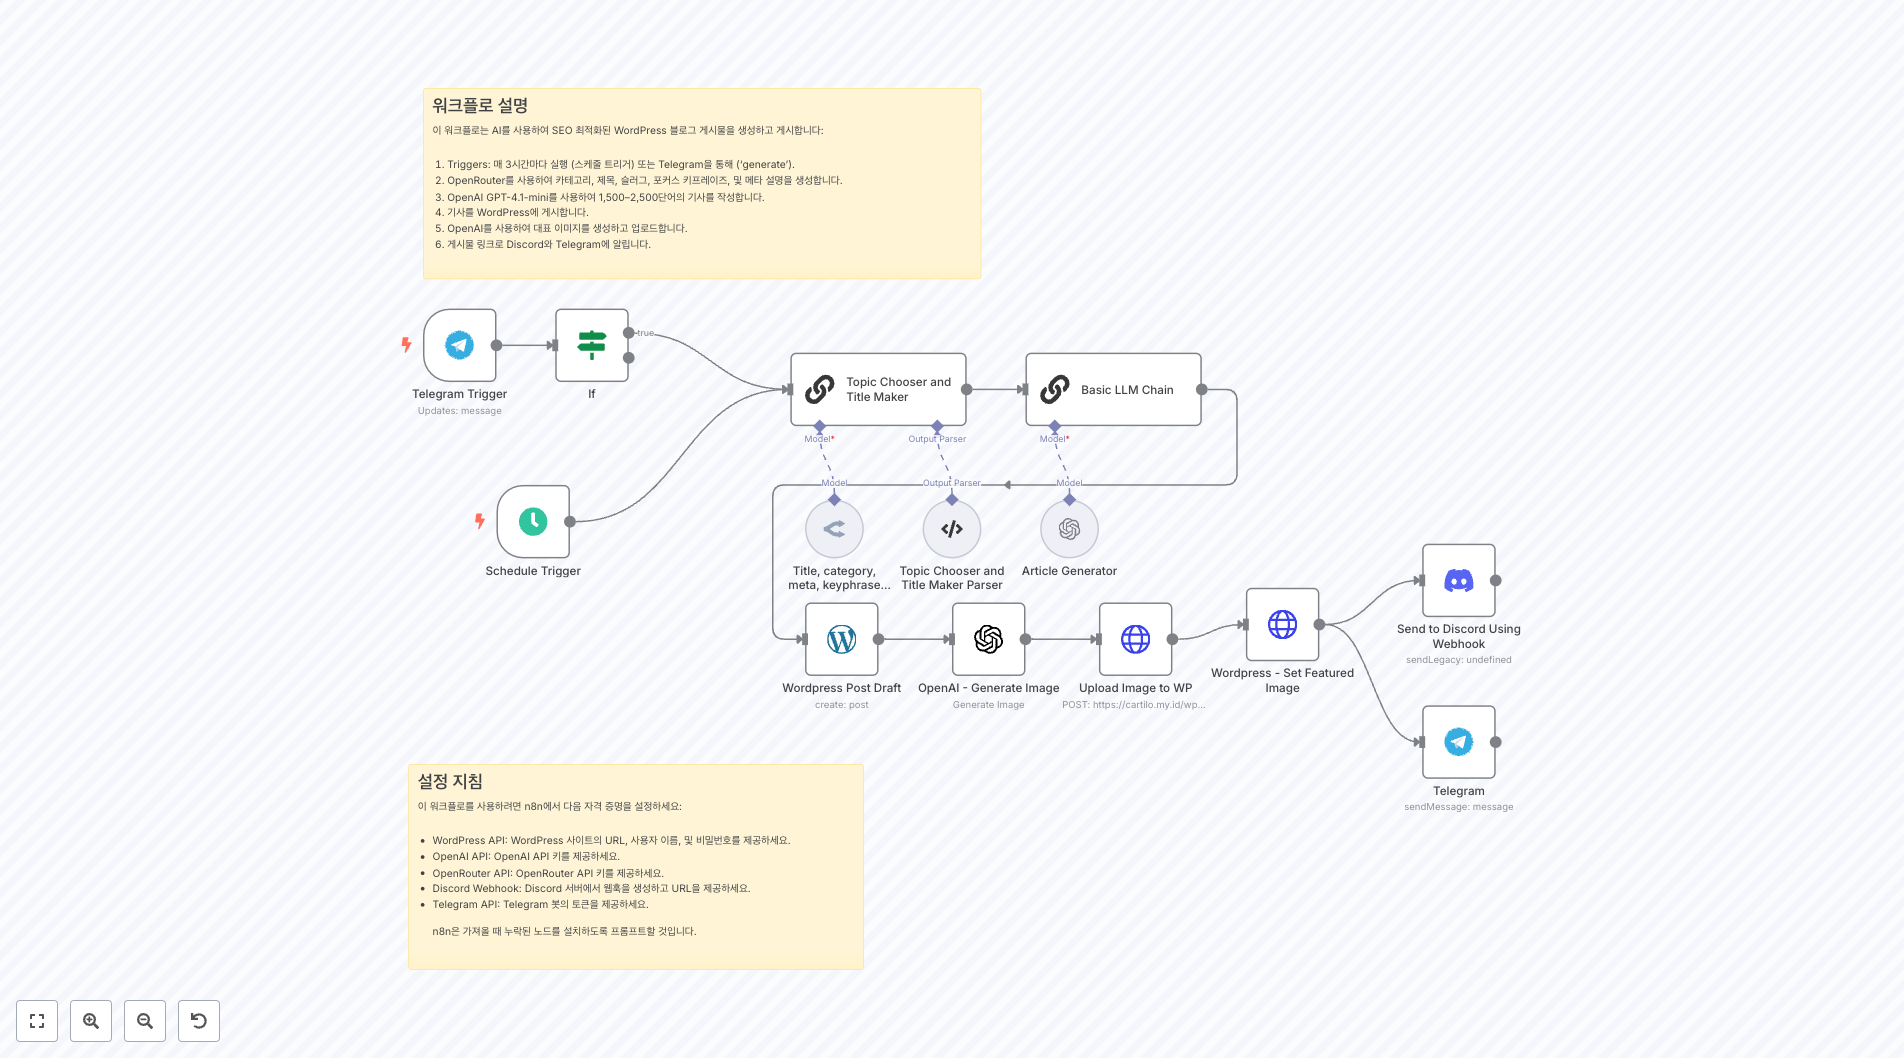 워크플로 설명
이 워크플로는 AI를 사용하여 SEO 최적화된 WordPress 블로그 게시물을 생성하고 게시합니다:
1. Triggers: 매 3시간마다 실행 (스케줄 트리거) 또는 Telegram을 통해 (‘generate’).
2. OpenRouter를 사용하여 카테고리, 제목, 슬러그, 포커스 키프레이즈, 및 메타 설명을 생성합니다.
3. OpenAI GPT-4.1-mini를 사용하여 1,500–2,500단어의 기사를 작성합니다.
4. 기사를 WordPress에 게시합니다.
5. OpenAI를 사용하여 대표 이미지를 생성하고 업로드합니다.
6. 게시물 링크로 Discord와 Telegram에 알립니다.
true
Telegram Trigger
Updates: message
If
Topic Chooser and
Title Maker
Basic LLM Chain
Model*
Output Parser
Model*
Model
Output Parser
Model
Schedule Trigger
Title, category,
meta, keyphrase...
Topic Chooser and
Title Maker Parser
Article Generator
Wordpress Post Draft
create: post
OpenAI - Generate Image
Generate Image
Upload Image to WP
POST: https://cartilo.my.id/wp...
Wordpress - Set Featured
Image
Send to Discord Using
Webhook
sendLegacy: undefined
Telegram
sendMessage: message
설정 지침
이 워크플로를 사용하려면 n8n에서 다음 자격 증명을 설정하세요:
• WordPress API: WordPress 사이트의 URL, 사용자 이름, 및 비밀번호를 제공하세요.
• OpenAI API: OpenAI API 키를 제공하세요.
• OpenRouter API: OpenRouter API 키를 제공하세요.
• Discord Webhook: Discord 서버에서 웹훅을 생성하고 URL을 제공하세요.
• Telegram API: Telegram 봇의 토큰을 제공하세요.
n8n은 가져올 때 누락된 노드를 설치하도록 프롬프트할 것입니다.